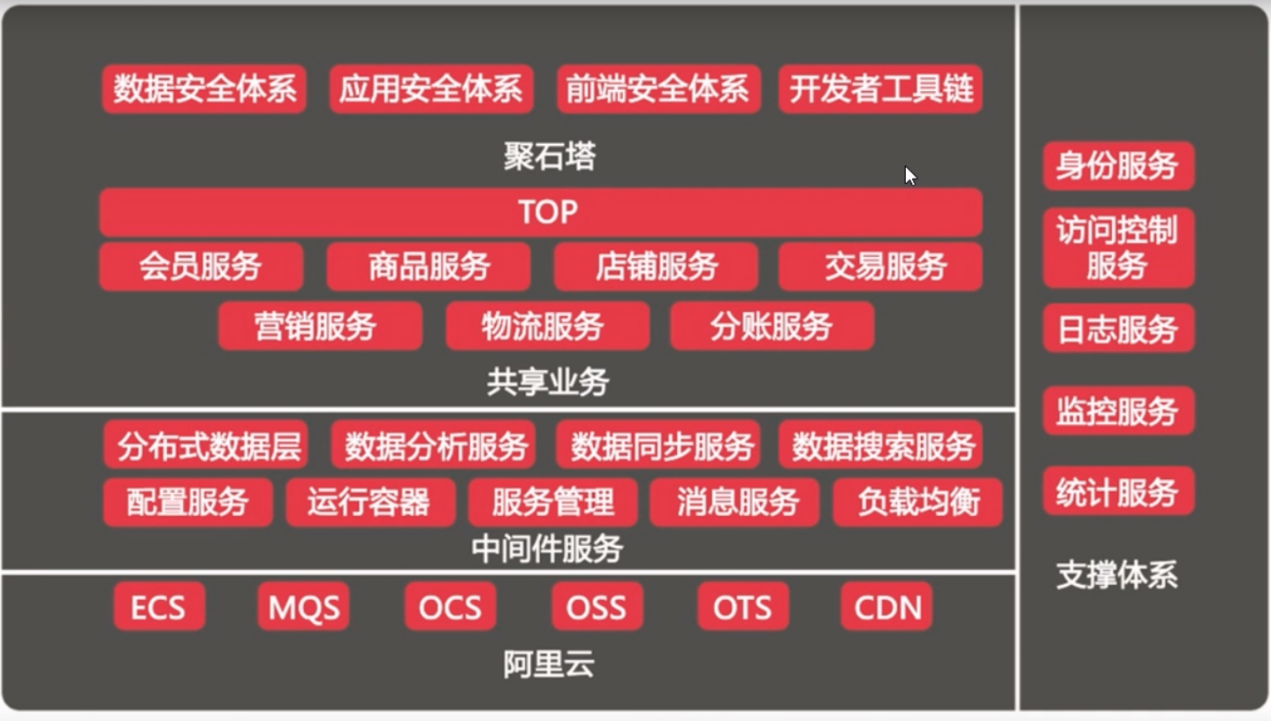 数据安全体系 应用安全体系 前端安全体系 开发者工具链
聚石塔
TOP
会员服务 商品服务 店铺服务 交易服务
营销服务 物流服务 分账服务
共享业务
分布式数据层 数据分析服务 数据同步服务 数据搜索服务
配置服务 运行容器 服务管理 消息服务 负载均衡
中间件服务
ECS MQS OCS OSS OTS CDN
阿里云
身份服务
访问控制
服务
日志服务
监控服务
统计服务
支撑体系